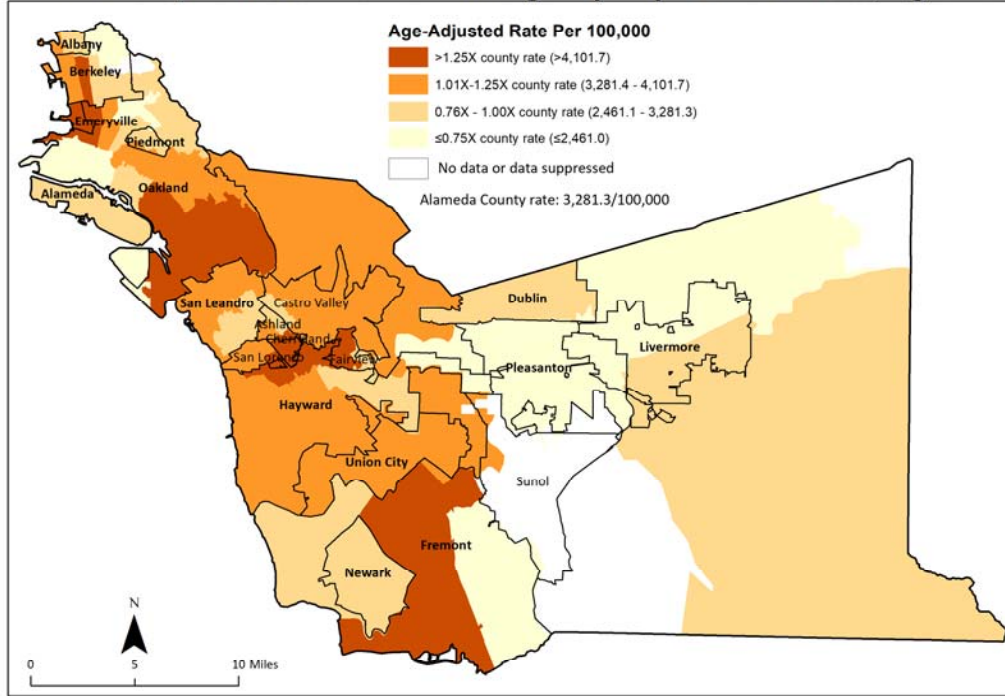 Age-Adjusted Rate Per 100,000
>1.25X county rate (>4,101.7)
1.01X-1.25X county rate (3,281.4 - 4,101.7)
0.76X - 1.00X county rate (2,461.1 - 3,281.3)
≤0.75X county rate (≤2,461.0)
No data or data suppressed
Alameda County rate: 3,281.3/100,000
Albany
Berkeley
Emeryville
Piedmont
Oakland
Alameda
San Leandro
Castro Valley
Dublin
Ashland
Cherryland
San Lorenzo
Fairview
Livermore
Pleasanton
Hayward
Union City
Sunol
Fremont
Newark
N
0 5 10 Miles